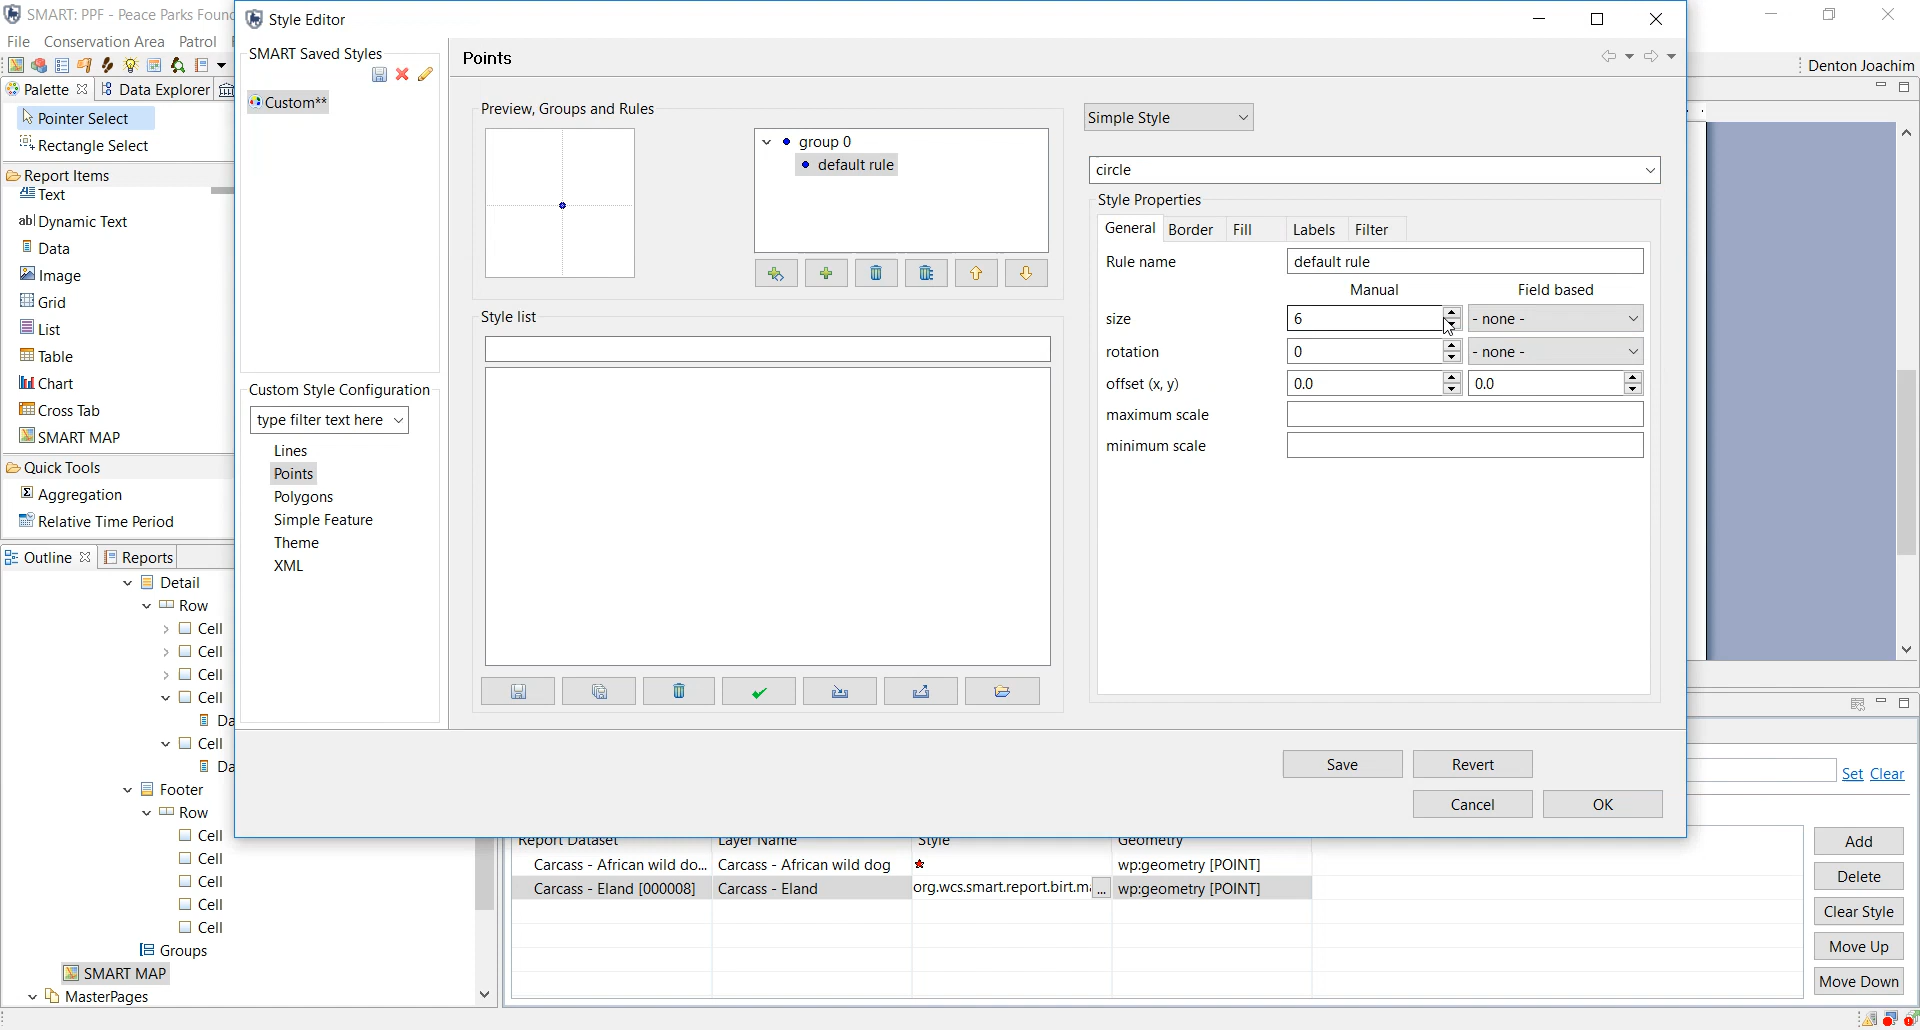 SMART: PPF - Peace Parks Found
Style Editor
File Conservation Area Patrol
SMART Saved Styles
Points
Denton Joachim
Palette
Data Explorer
Custom**
Preview, Groups and Rules
Simple Style
Pointer Select
group 0
Rectangle Select
default rule
circle
Report Items
Style Properties
Text
General Border Fill Labels Filter
Dynamic Text
Rule name default rule
Data
Manual Field based
Image
Grid
Style list
size 6 - none -
List
rotation 0 - none -
Table
offset (x, y) 0.0 0.0
Chart
Custom Style Configuration
maximum scale
Cross Tab
type filter text here
minimum scale
SMART MAP
Lines
Quick Tools
Points
Aggregation
Polygons
Relative Time Period
Simple Feature
Theme
Outline Reports
XML
Detail
Row
Cell
Cell
Cell
Cell
Da
Cell
Da
Save Revert
Set Clear
Footer
Cancel OK
Row
Cell
Report Dataset Layer Name Style Geometry
Add
Cell
Carcass - African wild do... Carcass - African wild dog wp:geometry [POINT]
Delete
Cell
Carcass - Eland [000008] Carcass - Eland org.wcs.smart.report.birt.ma ... wp:geometry [POINT]
Cell
Clear Style
Cell
Groups
Move Up
SMART MAP
Move Down
MasterPages